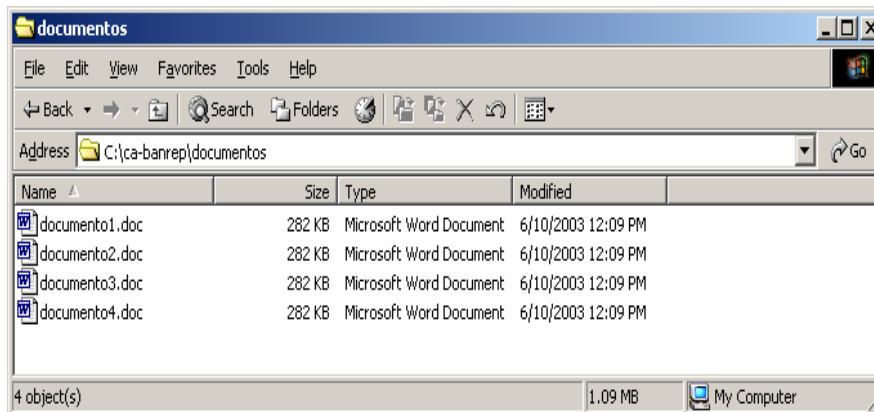 documentos
File Edit View Favorites Tools Help
Back Search Folders
Address C:\ca-banrep\documentos Go
Name Size Type Modified
documento1.doc 282 KB Microsoft Word Document 6/10/2003 12:09 PM
documento2.doc 282 KB Microsoft Word Document 6/10/2003 12:09 PM
documento3.doc 282 KB Microsoft Word Document 6/10/2003 12:09 PM
documento4.doc 282 KB Microsoft Word Document 6/10/2003 12:09 PM
4 object(s) 1.09 MB My Computer